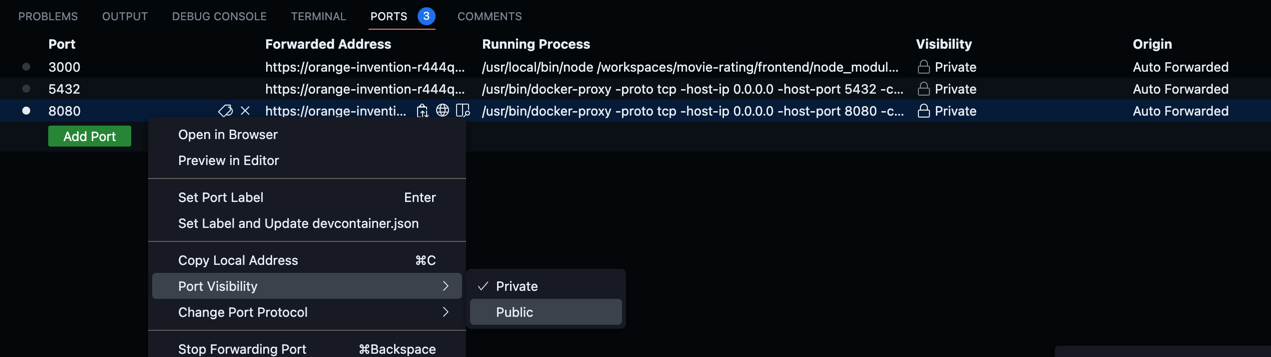 PROBLEMS OUTPUT DEBUG CONSOLE TERMINAL PORTS 3 COMMENTS
Port Forwarded Address Running Process Visibility Origin
3000 https://orange-invention-r444q... /usr/local/bin/node /workspaces/movie-rating/frontend/node_modul... Private Auto Forwarded
5432 https://orange-invention-r444q... /usr/bin/docker-proxy -proto tcp -host-ip 0.0.0.0 -host-port 5432 -c... Private Auto Forwarded
8080 https://orange-inventi... /usr/bin/docker-proxy -proto tcp -host-ip 0.0.0.0 -host-port 8080 -c... Private Auto Forwarded
Add Port
Open in Browser
Preview in Editor
Set Port Label Enter
Set Label and Update devcontainer.json
Copy Local Address ⌘C
Port Visibility
Private
Change Port Protocol
Public
Stop Forwarding Port ⌘Backspace